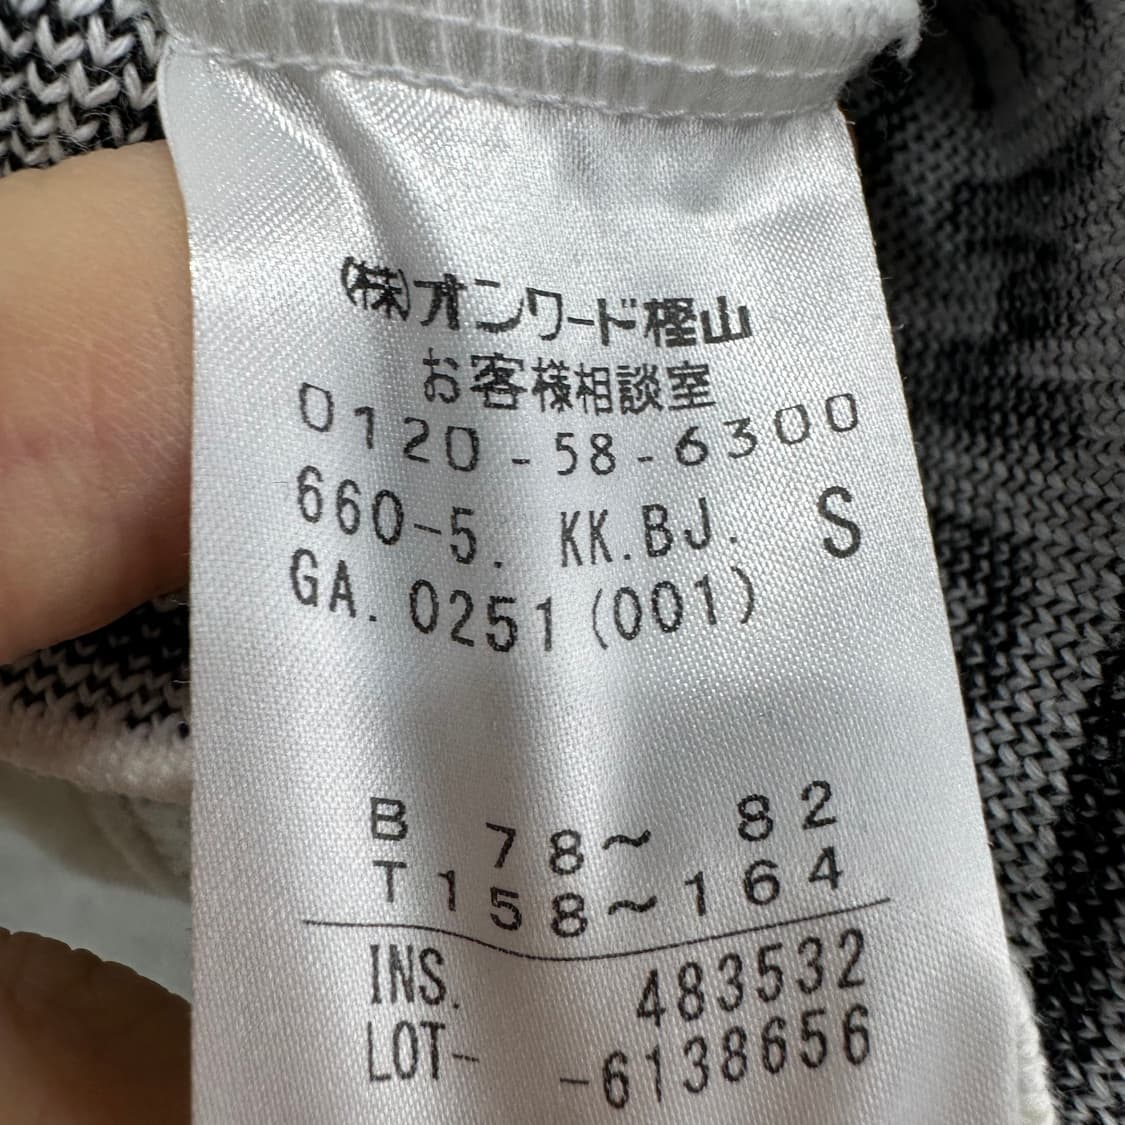 (株)オンワード樫山
お客様相談室
0120-58-6300
660-5. KK.BJ. S
GA. 0251(001)
B 78~ 82
T158~164
INS. 483532
LOT- -6138656